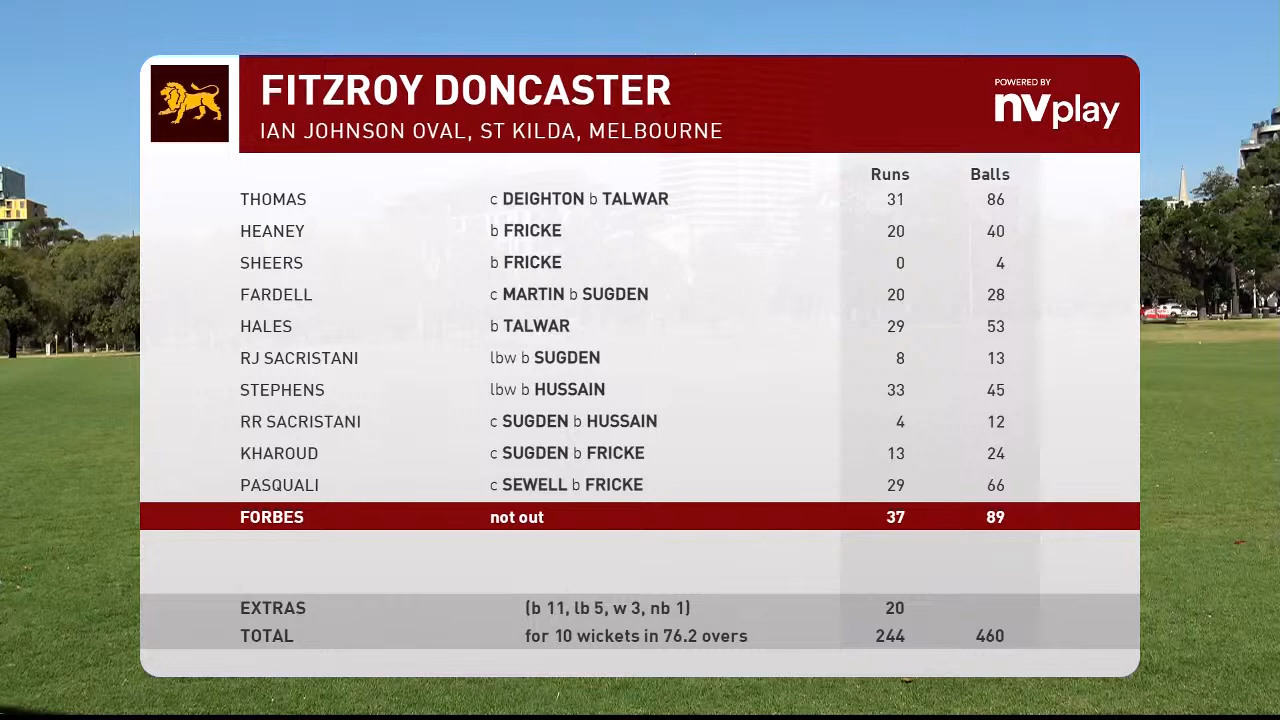 FITZROY DONCASTER
IAN JOHNSON OVAL, ST KILDA, MELBOURNE
POWERED BY
nvplay
Runs Balls
THOMAS c DEIGHTON b TALWAR 31 86
HEANEY b FRICKE 20 40
SHEERS b FRICKE 0 4
FARDELL c MARTIN b SUGDEN 20 28
HALES b TALWAR 29 53
RJ SACRISTANI lbw b SUGDEN 8 13
STEPHENS lbw b HUSSAIN 33 45
RR SACRISTANI c SUGDEN b HUSSAIN 4 12
KHAROUD c SUGDEN b FRICKE 13 24
PASQUALI c SEWELL b FRICKE 29 66
FORBES not out 37 89
EXTRAS (b 11, lb 5, w 3, nb 1) 20
TOTAL for 10 wickets in 76.2 overs 244 460